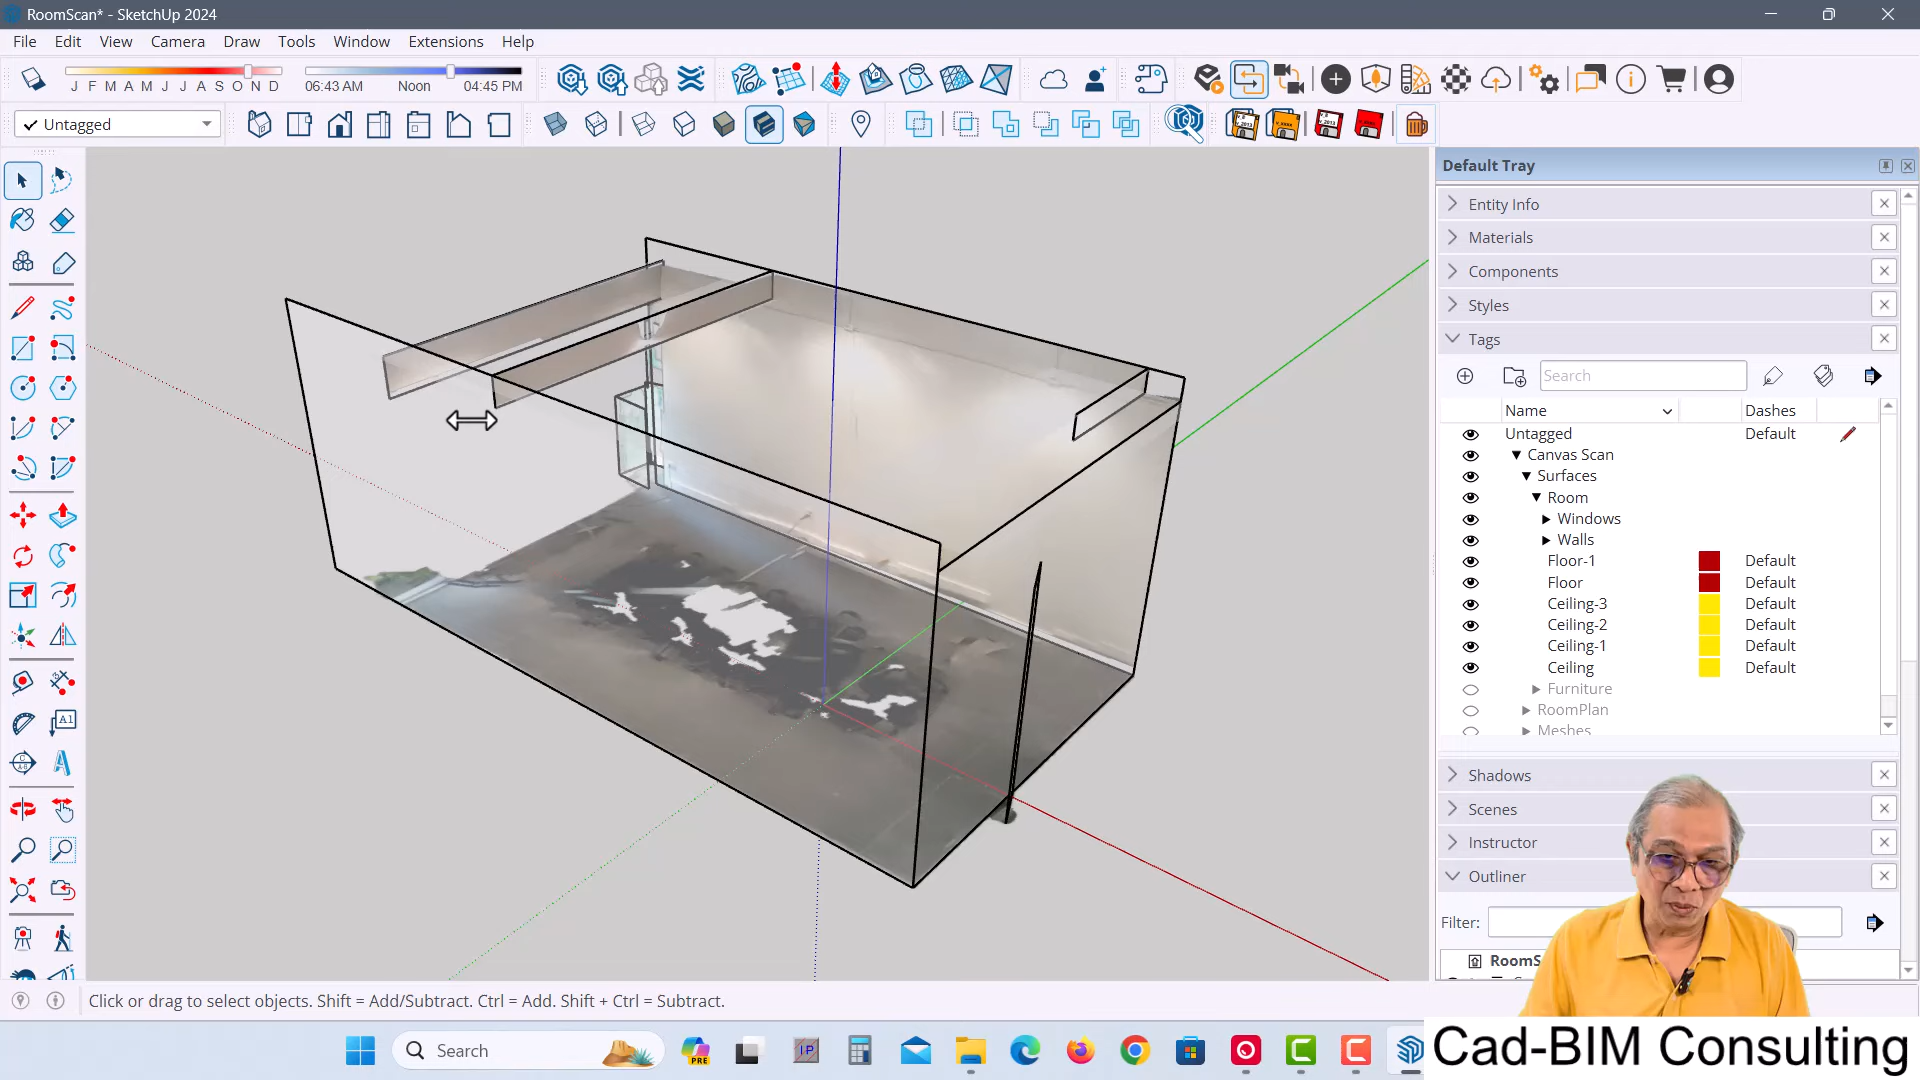 RoomScan* - SketchUp 2024
File Edit View Camera Draw Tools Window Extensions Help
J F M A M J J A S O N D
06:43 AM Noon 04:45 PM
Untagged
Default Tray
Entity Info
Materials
Components
Styles
Tags
Search
Name Dashes
Untagged Default
Canvas Scan
Surfaces
Room
Windows
Walls
Floor-1 Default
Floor Default
Ceiling-3 Default
Ceiling-2 Default
Ceiling-1 Default
Ceiling Default
Furniture
RoomPlan
Meshes
Shadows
Scenes
Instructor
Outliner
Filter:
RoomS
Click or drag to select objects. Shift = Add/Subtract. Ctrl = Add. Shift + Ctrl = Subtract.
Search
PRE
IP
Cad-BIM Consulting